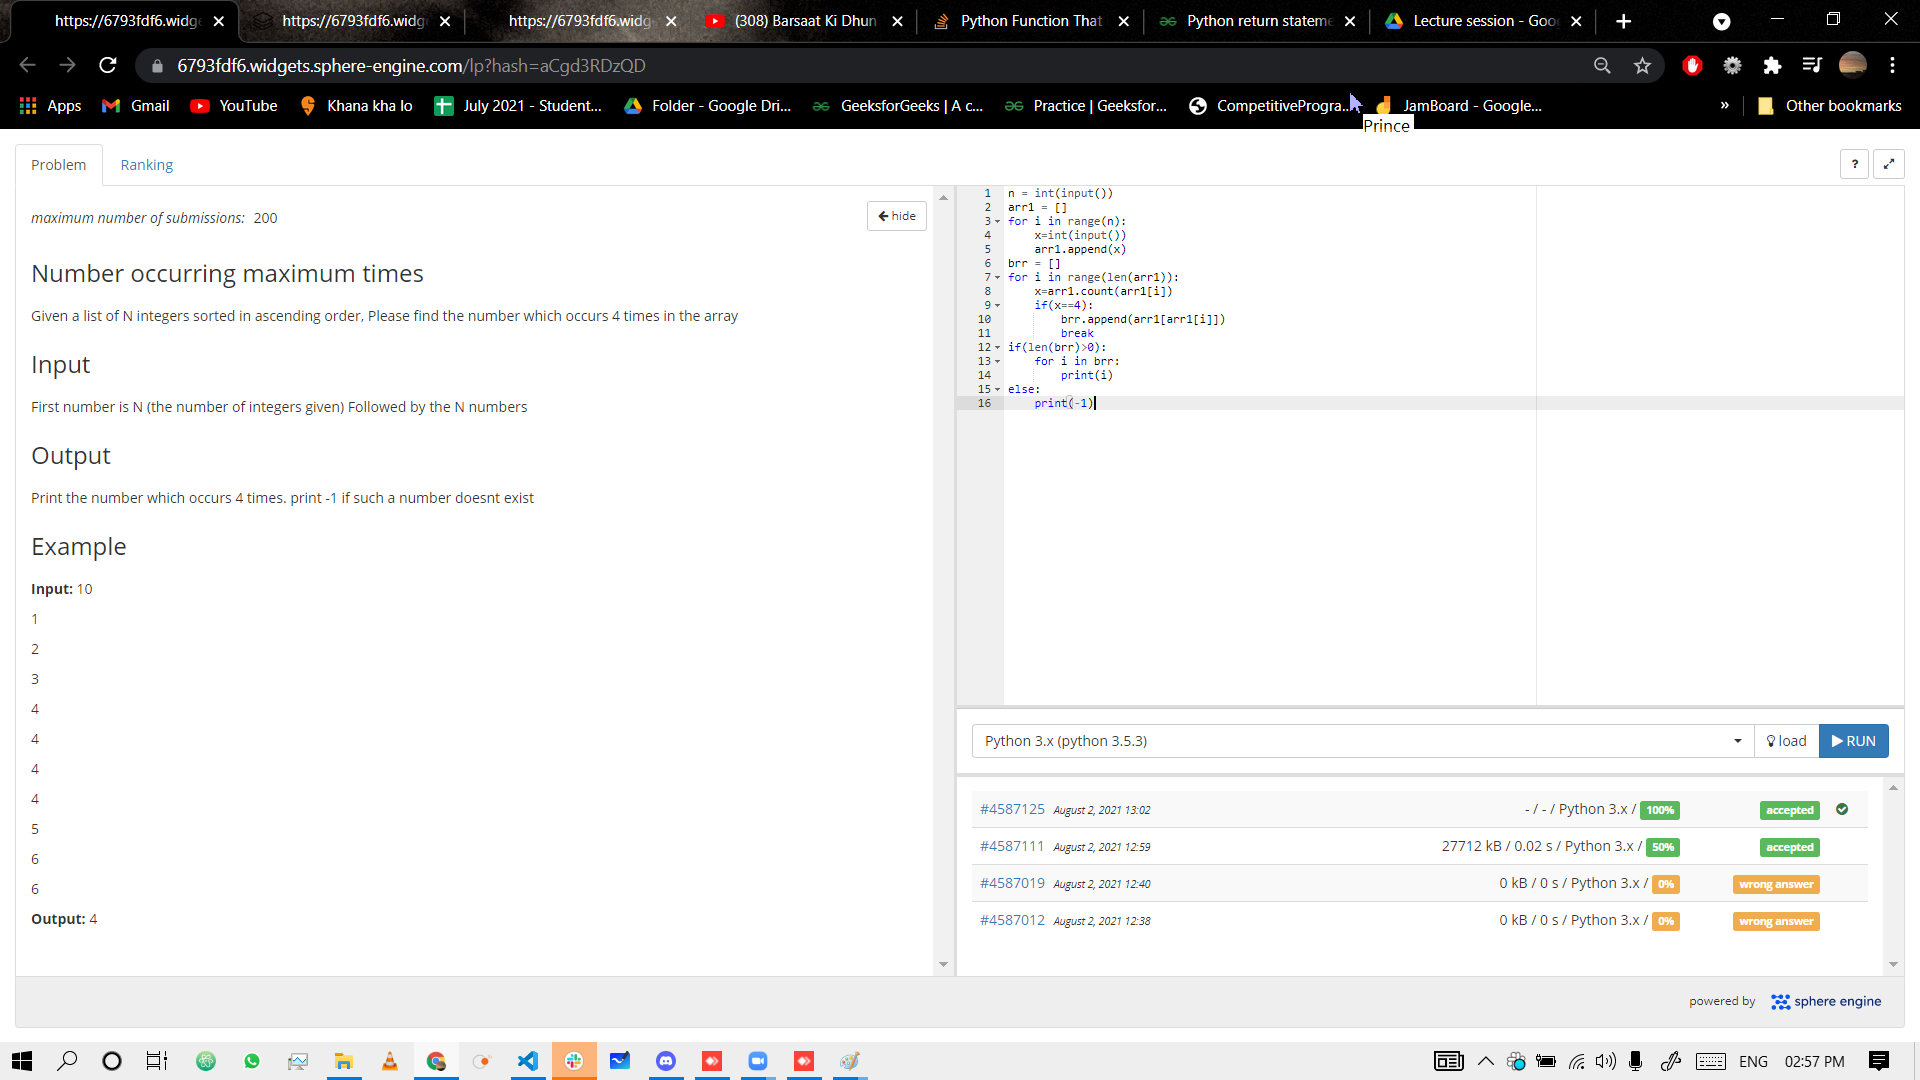 https://6793fdf6.widge
https://6793fdf6.widg
https://6793fdf6.widg
(308) Barsaat Ki Dhun
Python Function That
Python return stateme
Lecture session - Goo
6793fdf6.widgets.sphere-engine.com/lp?hash=aCgd3RDzQD
Apps
Gmail
YouTube
Khana kha lo
July 2021 - Student...
Folder - Google Dri...
GeeksforGeeks | A c...
Practice | Geeksfor...
CompetitiveProgra...
JamBoard - Google...
»
Other bookmarks
Prince
Problem
Ranking
?
maximum number of submissions: 200
hide
Number occurring maximum times
Given a list of N integers sorted in ascending order, Please find the number which occurs 4 times in the array
Input
First number is N (the number of integers given) Followed by the N numbers
Output
Print the number which occurs 4 times. print -1 if such a number doesnt exist
Example
Input: 10
1
2
3
4
4
4
4
5
6
6
Output: 4
1 n = int(input())
2 arr1 = []
3 for i in range(n):
4 x=int(input())
5 arr1.append(x)
6 brr = []
7 for i in range(len(arr1)):
8 x=arr1.count(arr1[i])
9 if(x==4):
10 brr.append(arr1[arr1[i]])
11 break
12 if(len(brr)>0):
13 for i in brr:
14 print(i)
15 else:
16 print(-1)
Python 3.x (python 3.5.3)
load
RUN
#4587125 August 2, 2021 13:02 - / - / Python 3.x / 100% accepted
#4587111 August 2, 2021 12:59 27712 kB / 0.02 s / Python 3.x / 50% accepted
#4587019 August 2, 2021 12:40 0 kB / 0 s / Python 3.x / 0% wrong answer
#4587012 August 2, 2021 12:38 0 kB / 0 s / Python 3.x / 0% wrong answer
powered by sphere engine
ENG
02:57 PM